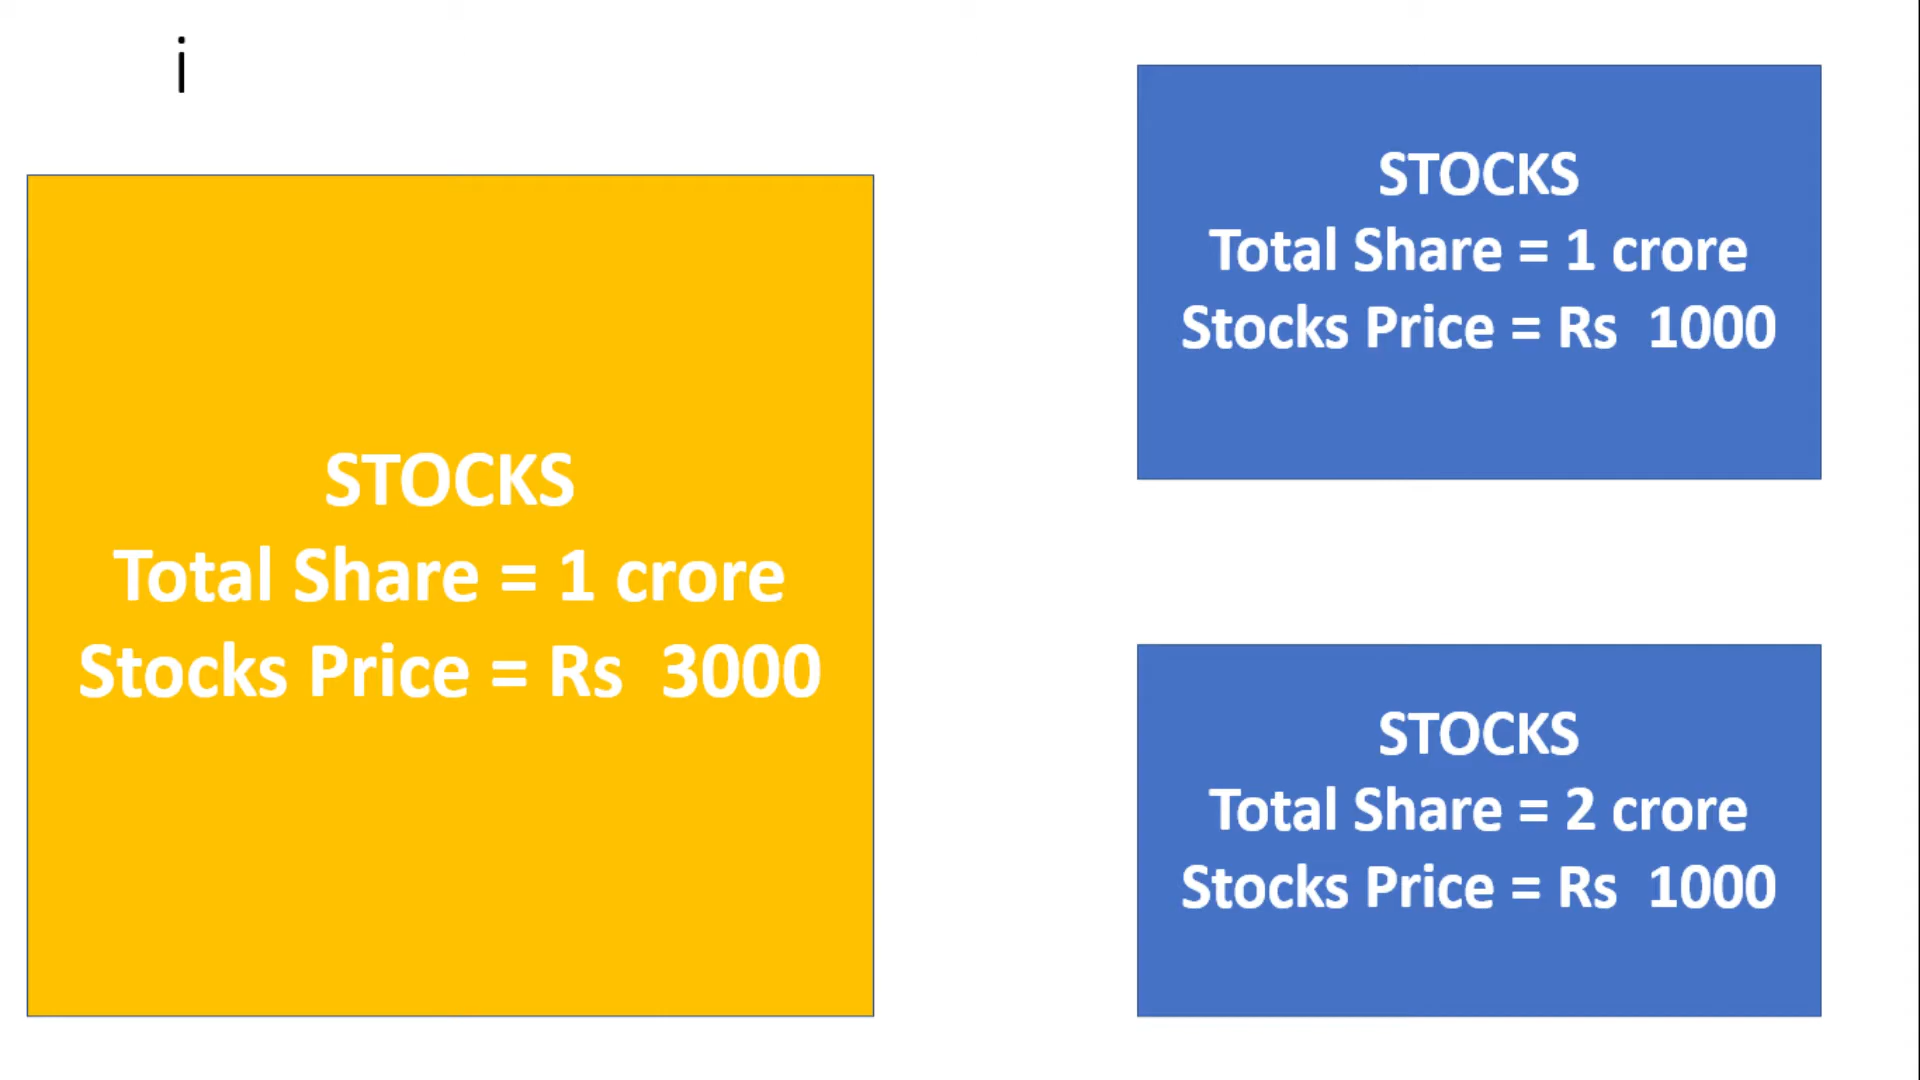 i
STOCKS
Total Share = 1 crore
Stocks Price = Rs  3000
STOCKS
Total Share = 1 crore
Stocks Price = Rs  1000
STOCKS
Total Share = 2 crore
Stocks Price = Rs  1000